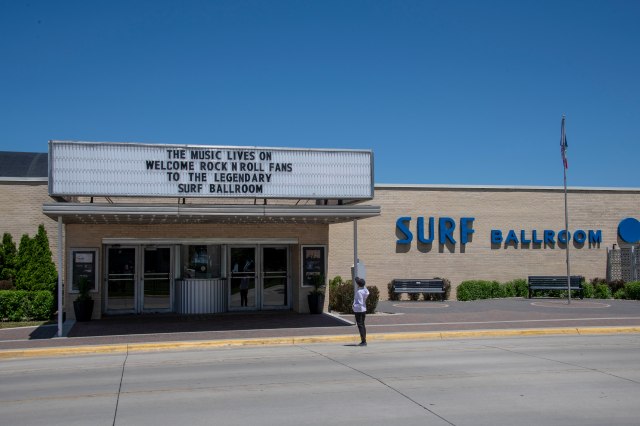 THE MUSIC LIVES ON
WELCOME ROCK N ROLL FANS
TO THE LEGENDARY
SURF BALLROOM
SURF BALLROOM